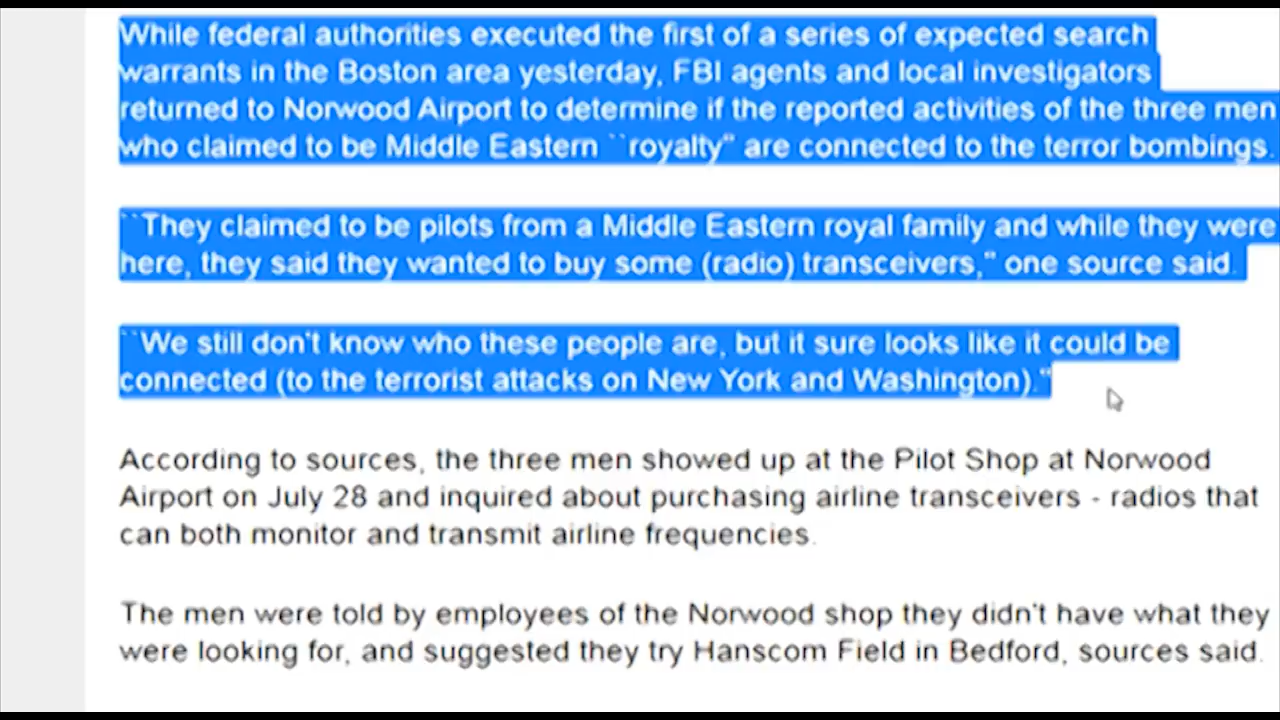 While federal authorities executed the first of a series of expected search
warrants in the Boston area yesterday, FBI agents and local investigators
returned to Norwood Airport to determine if the reported activities of the three men
who claimed to be Middle Eastern ``royalty'' are connected to the terror bombings.
``They claimed to be pilots from a Middle Eastern royal family and while they were
here, they said they wanted to buy some (radio) transceivers,'' one source said.
``We still don't know who these people are, but it sure looks like it could be
connected (to the terrorist attacks on New York and Washington).''
According to sources, the three men showed up at the Pilot Shop at Norwood
Airport on July 28 and inquired about purchasing airline transceivers - radios that
can both monitor and transmit airline frequencies.
The men were told by employees of the Norwood shop they didn't have what they
were looking for, and suggested they try Hanscom Field in Bedford, sources said.